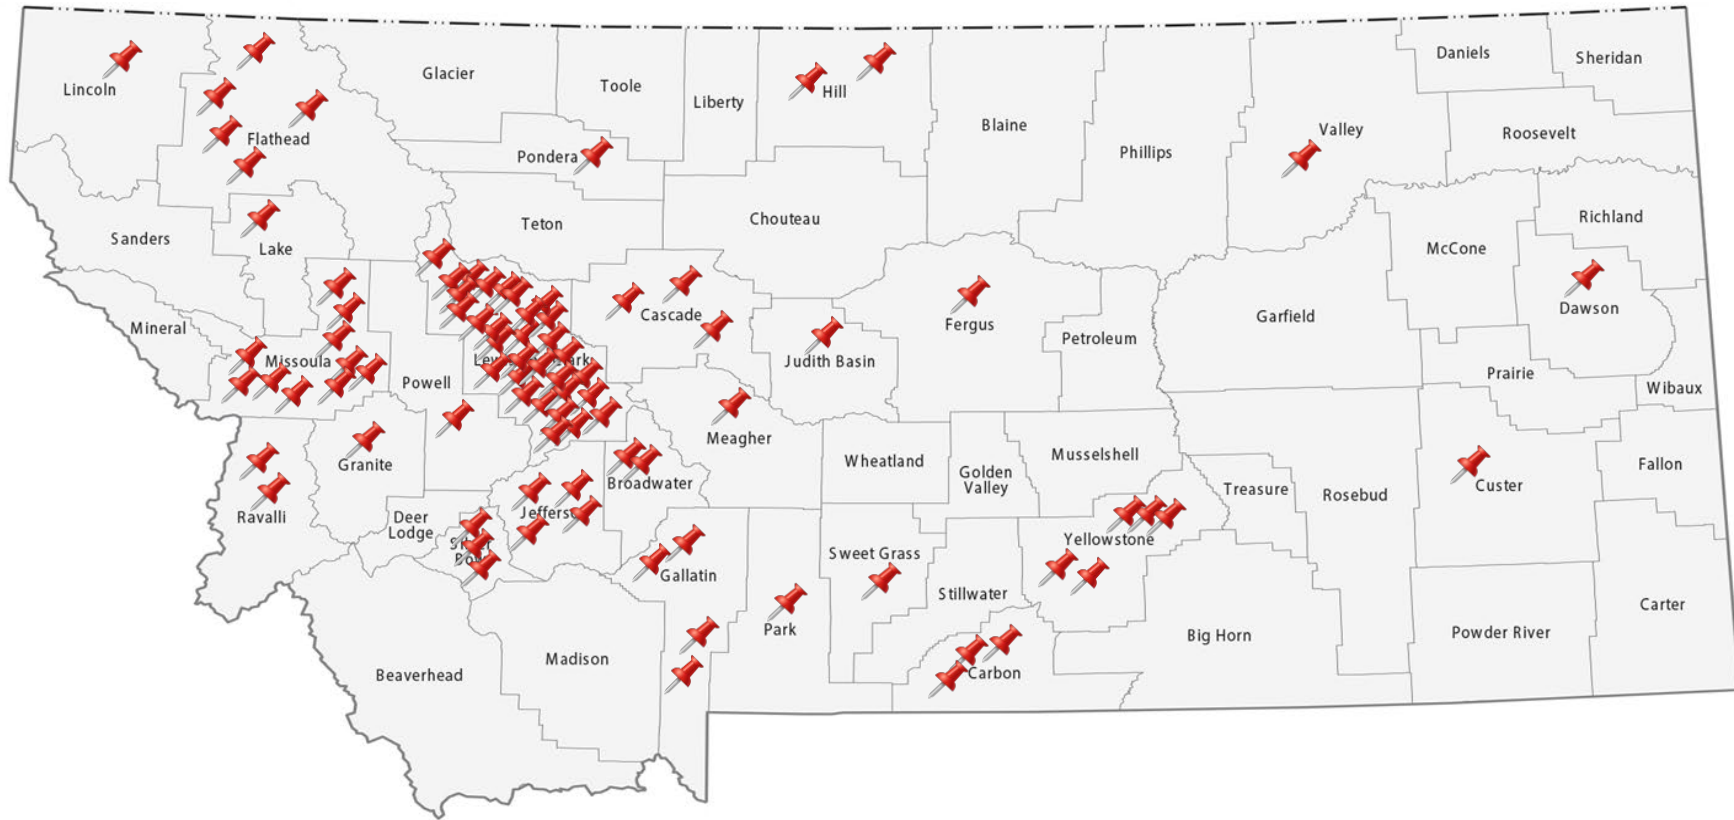 Daniels
Sheridan
Glacier
Toole
Lincoln
Liberty
Hill
Blaine
Valley
Roosevelt
Flathead
Pondera
Phillips
Teton
Chouteau
Richland
Sanders
Lake
McCone
Cascade
Fergus
Garfield
Dawson
Mineral
Petroleum
Missoula
Judith Basin
Powell
Prairie
Wibaux
Meagher
Granite
Wheatland
Musselshell
Golden
Valley
Fallon
Broadwater
Treasure
Rosebud
Custer
Ravalli
Deer
Lodge
Yellowstone
Sweet Grass
Gallatin
Stillwater
Carter
Park
Big Horn
Powder River
Madison
Beaverhead
Carbon